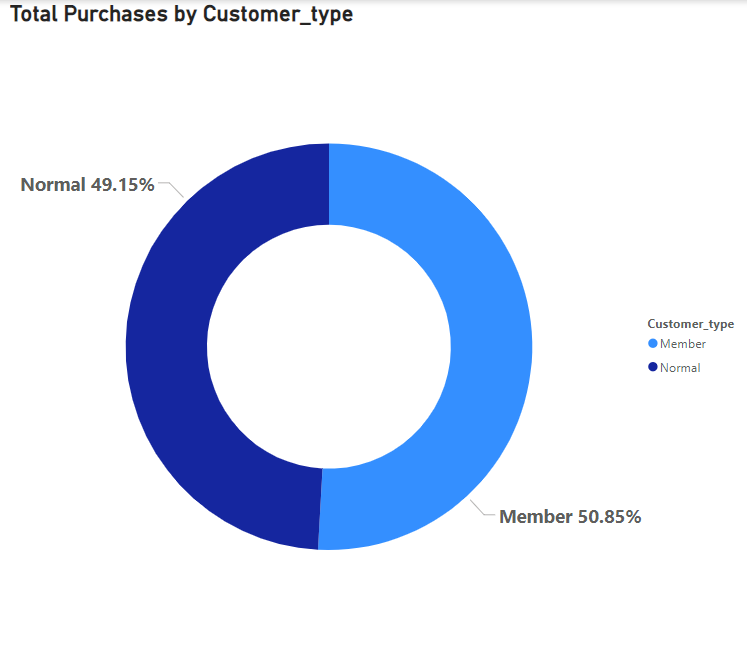 Total Purchases by Customer_type
Normal 49.15%
Customer_type
Member
Normal
Member 50.85%